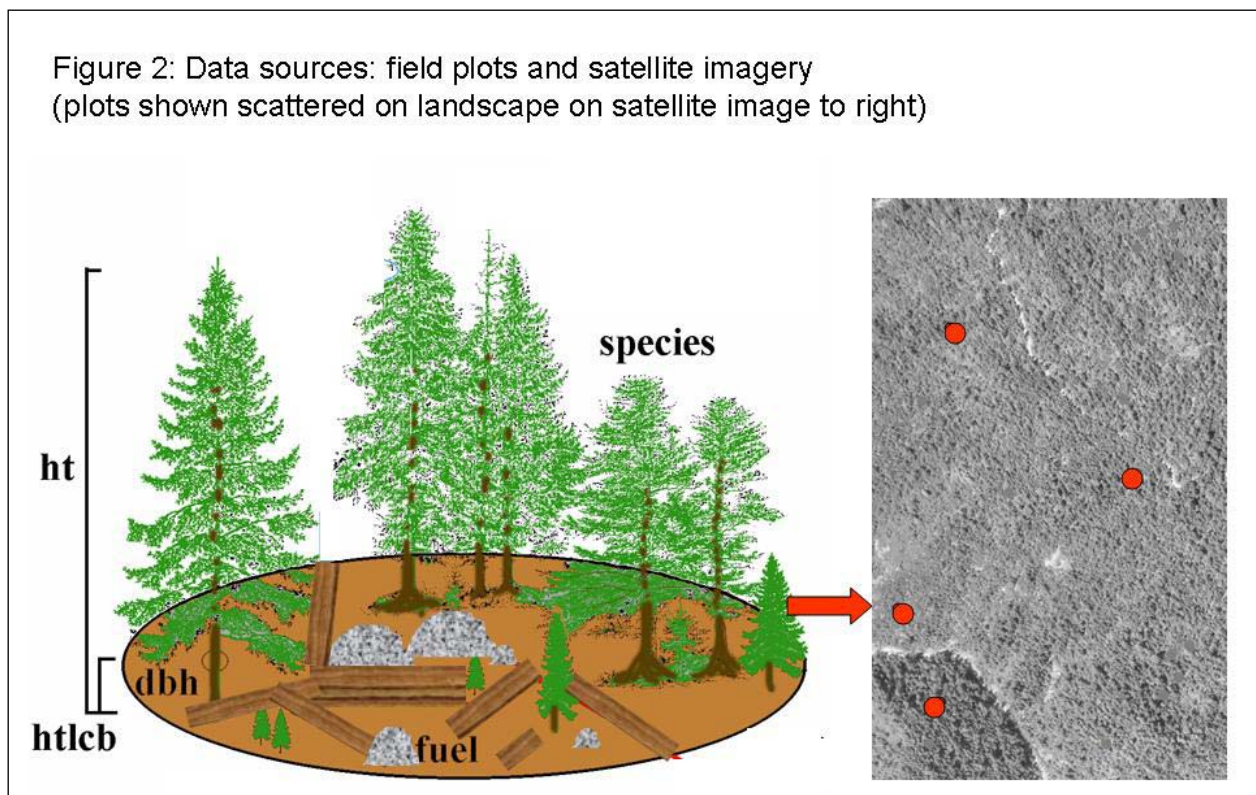 Figure 2: Data sources: field plots and satellite imagery
(plots shown scattered on landscape on satellite image to right)
species
ht
dbh
htlcb
fuel